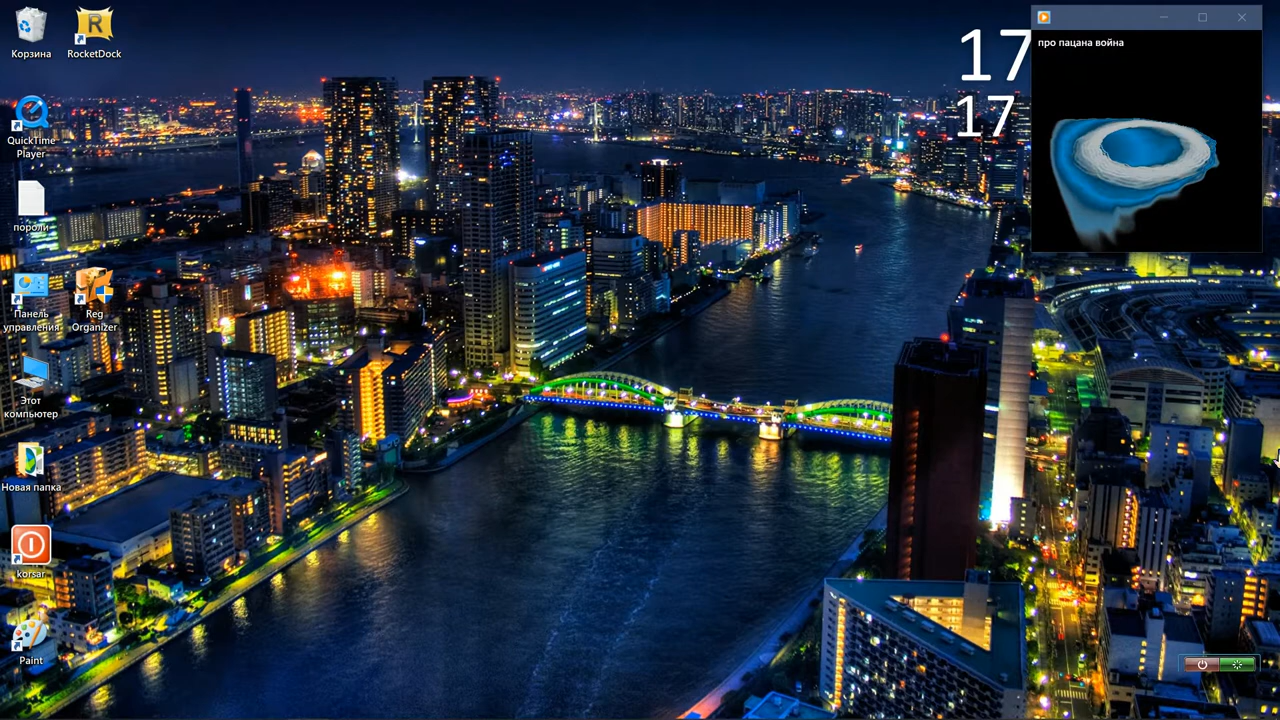 Корзина
RocketDock
QuickTime
Player
пороли
Панель
управления
Reg
Organizer
Этот
компьютер
Новая папка
korsar
Paint
17
17
про пацана война